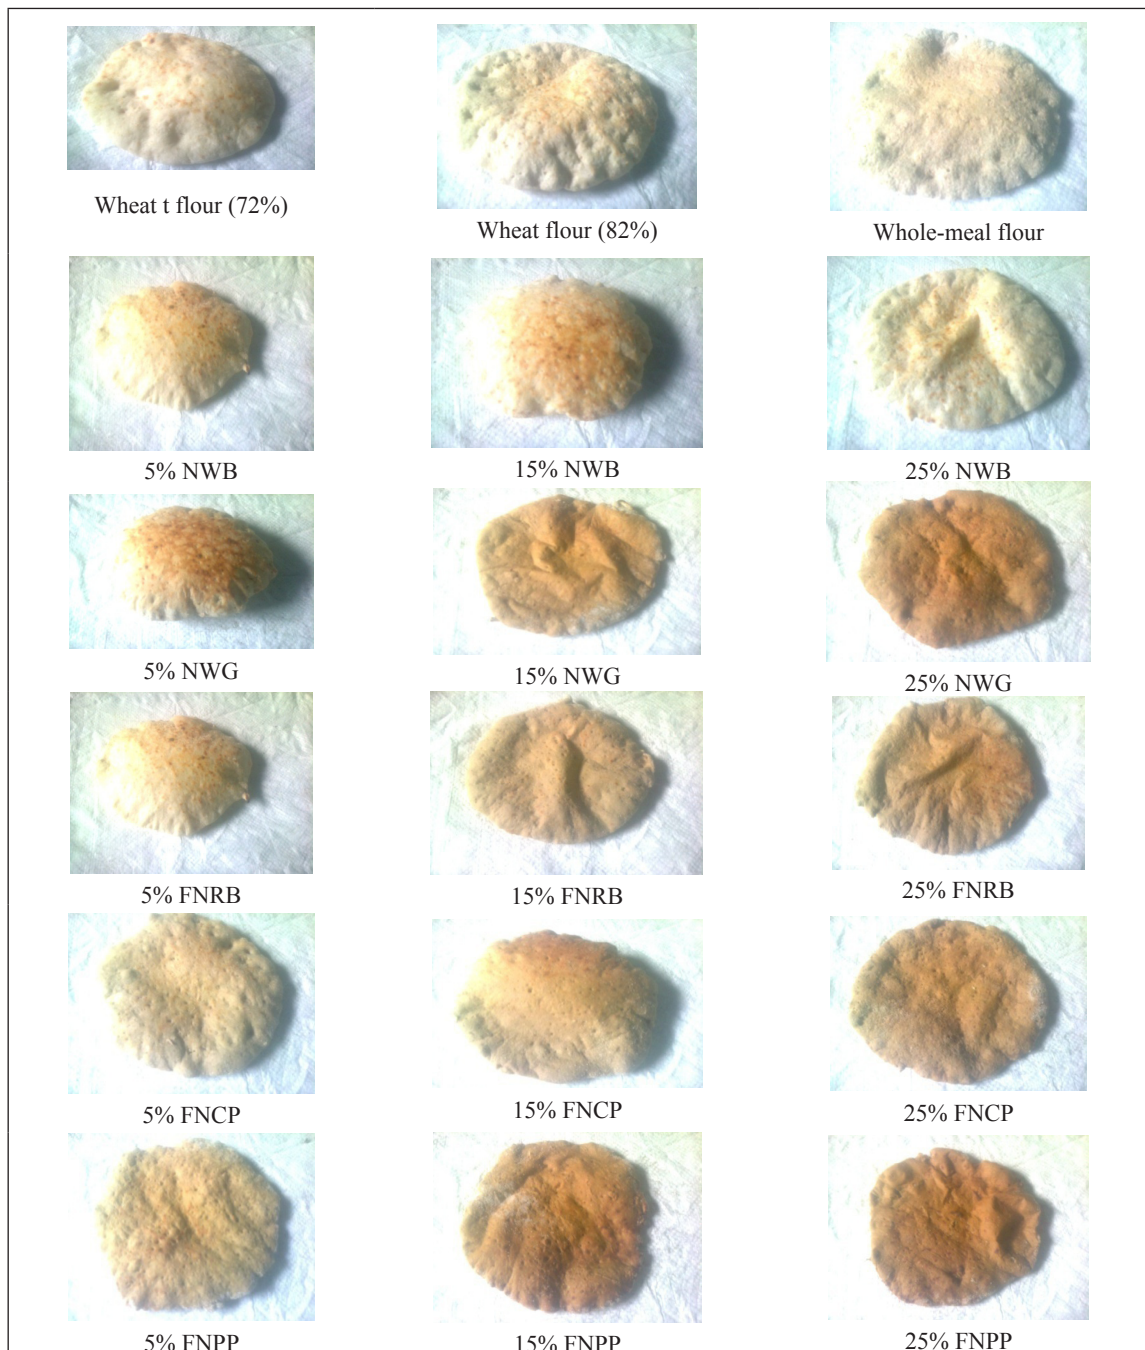 Wheat t flour (72%)
Wheat flour (82%)
Whole-meal flour
5% NWB
15% NWB
25% NWB
5% NWG
15% NWG
25% NWG
5% FNRB
15% FNRB
25% FNRB
5% FNCP
15% FNCP
25% FNCP
5% FNPP
15% FNPP
25% FNPP